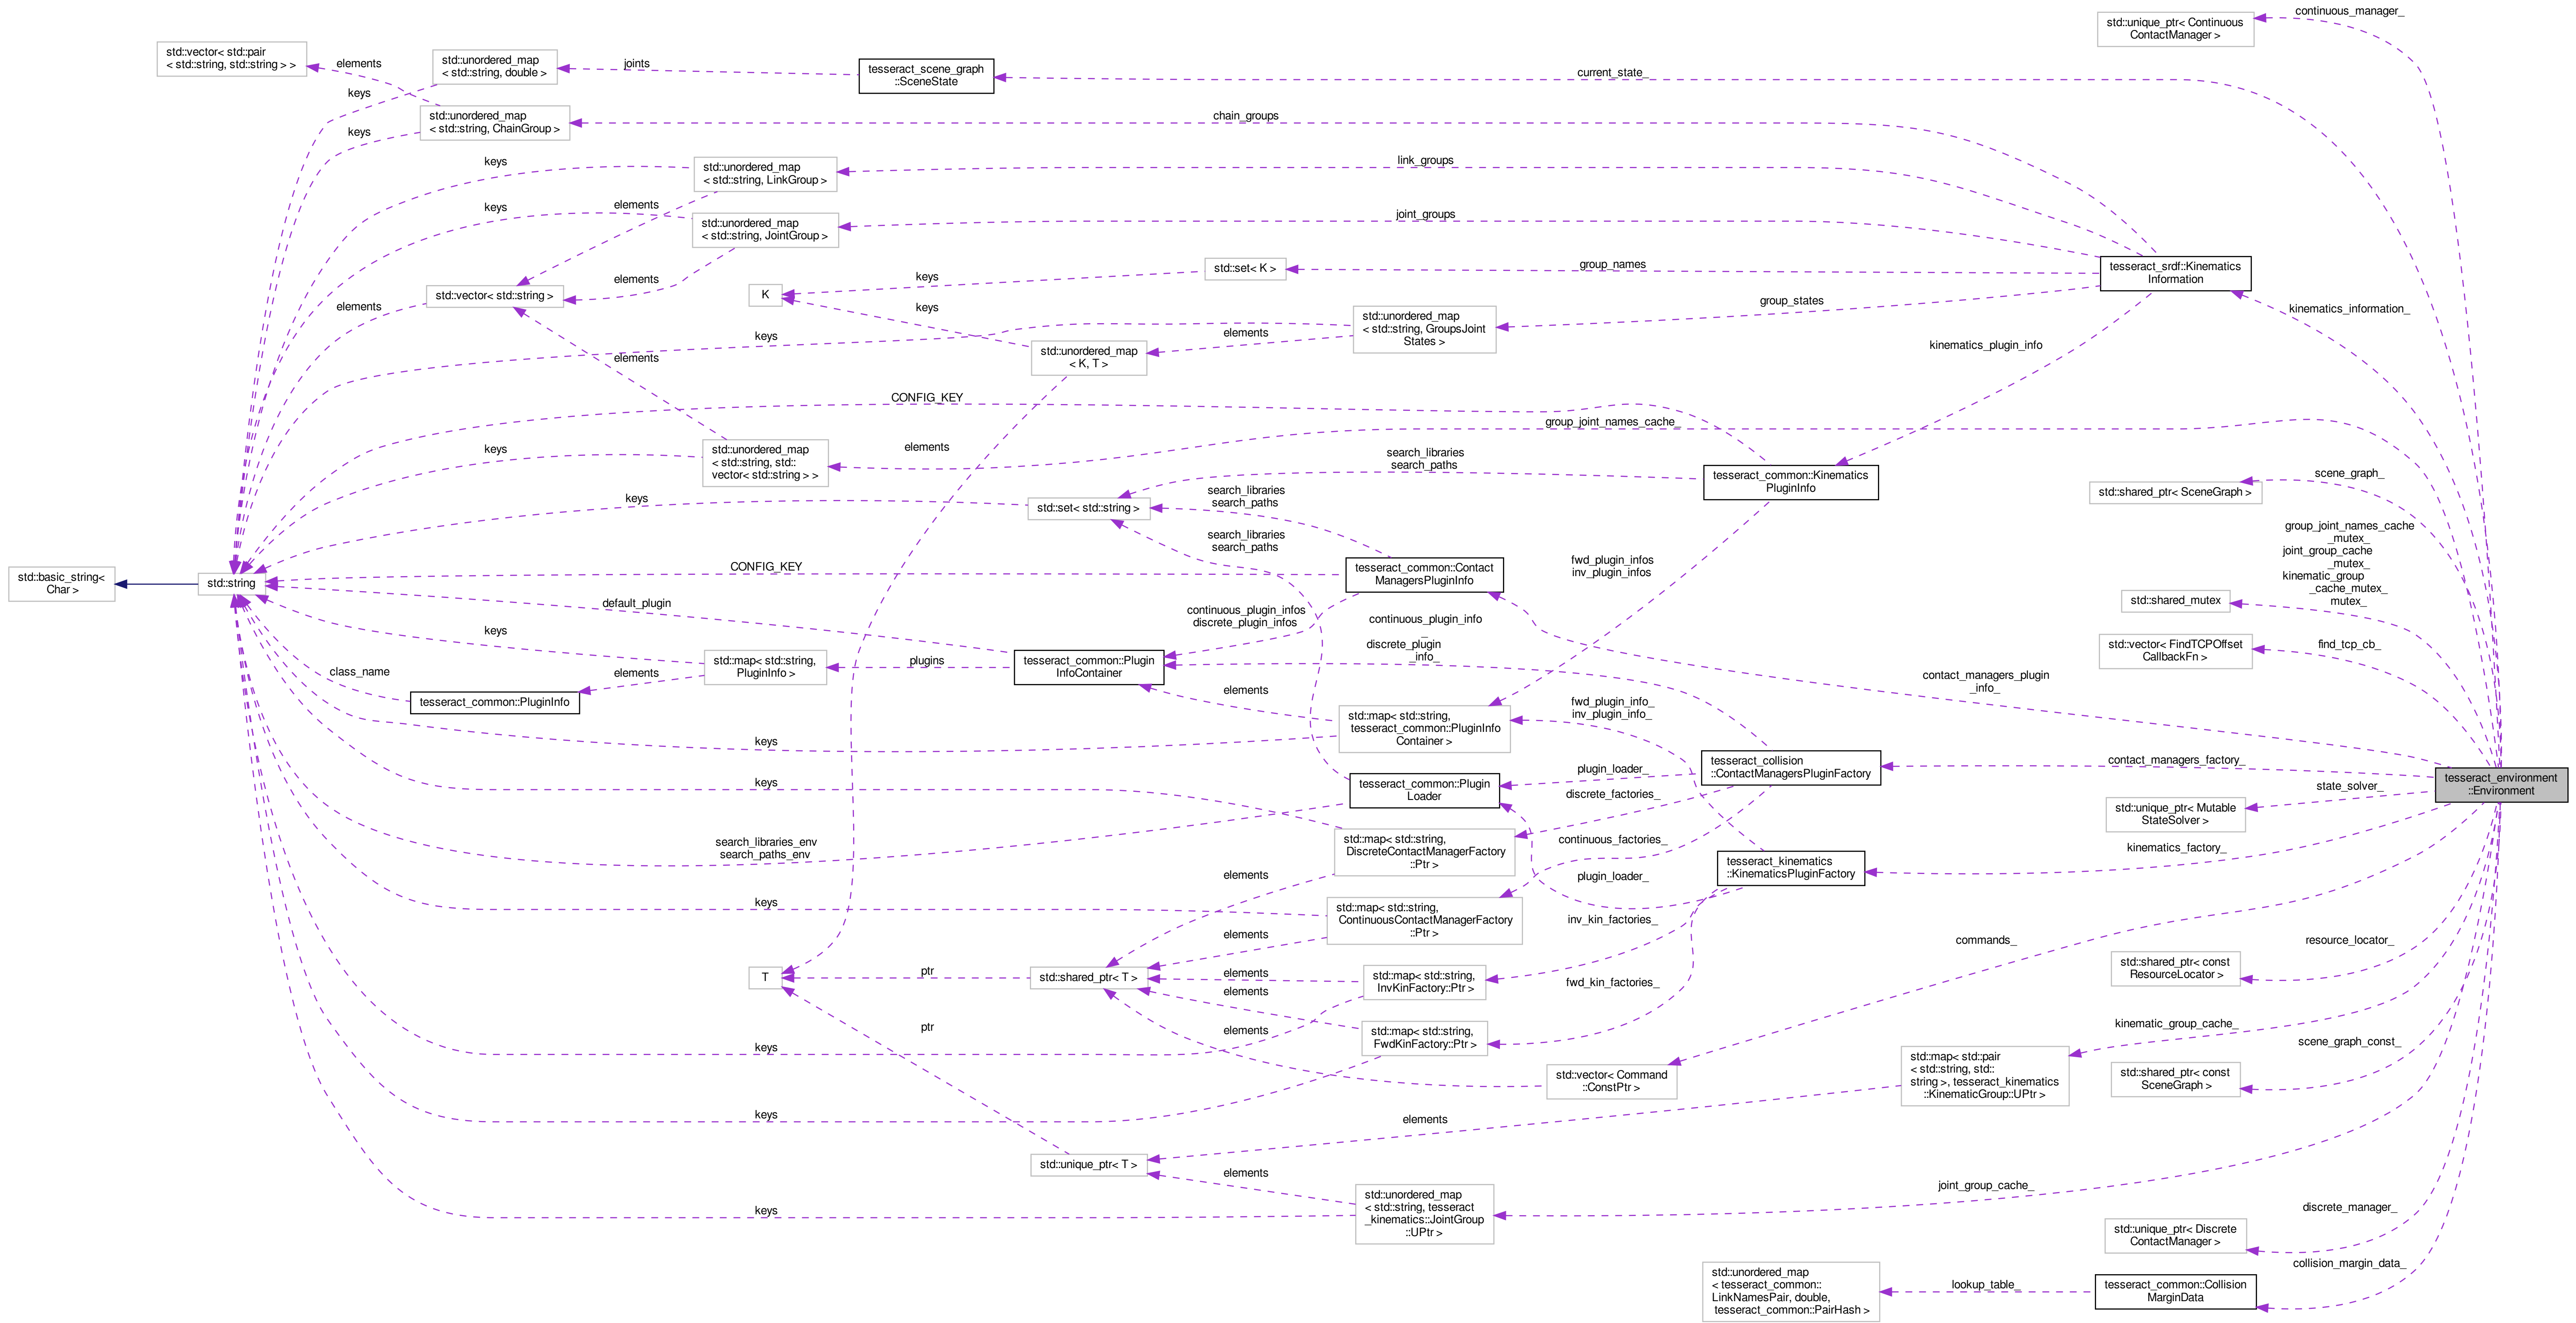 continuous_manager_
std::unique_ptr< Continuous
ContactManager >
std::vector< std::pair
< std::string, std::string > >
elements
std::unordered_map
< std::string, double >
joints
tesseract_scene_graph
::SceneState
current_state_
keys
std::unordered_map
< std::string, ChainGroup >
chain_groups
keys
link_groups
keys
std::unordered_map
< std::string, LinkGroup >
elements
keys
joint_groups
std::unordered_map
< std::string, JointGroup >
tesseract_srdf::Kinematics
Information
group_names
std::set< K >
keys
elements
K
std::vector< std::string >
elements
keys
group_states
std::unordered_map
< std::string, GroupsJoint
States >
kinematics_information_
elements
keys
kinematics_plugin_info
std::unordered_map
< K, T >
elements
CONFIG_KEY
group_joint_names_cache_
elements
keys
std::unordered_map
< std::string, std::
vector< std::string > >
search_libraries
search_paths
tesseract_common::Kinematics
PluginInfo
scene_graph_
std::shared_ptr< SceneGraph >
search_libraries
search_paths
keys
std::set< std::string >
search_libraries
search_paths
group_joint_names_cache
_mutex_
joint_group_cache
_mutex_
kinematic_group
_cache_mutex_
mutex_
std::shared_mutex
fwd_plugin_infos
inv_plugin_infos
CONFIG_KEY
tesseract_common::Contact
ManagersPluginInfo
std::basic_string<
Char >
std::string
default_plugin
continuous_plugin_infos
discrete_plugin_infos
continuous_plugin_info
_
discrete_plugin
_info_
keys
find_tcp_cb_
std::vector< FindTCPOffset
CallbackFn >
class_name
elements
std::map< std::string,
PluginInfo >
plugins
tesseract_common::Plugin
InfoContainer
contact_managers_plugin
_info_
tesseract_common::PluginInfo
elements
fwd_plugin_info_
inv_plugin_info_
std::map< std::string,
tesseract_common::PluginInfo
Container >
keys
contact_managers_factory_
tesseract_collision
::ContactManagersPluginFactory
plugin_loader_
keys
tesseract_common::Plugin
Loader
discrete_factories_
tesseract_environment
::Environment
state_solver_
std::unique_ptr< Mutable
StateSolver >
search_libraries_env
search_paths_env
std::map< std::string,
DiscreteContactManagerFactory
::Ptr >
continuous_factories_
kinematics_factory_
tesseract_kinematics
::KinematicsPluginFactory
elements
plugin_loader_
keys
std::map< std::string,
ContinuousContactManagerFactory
::Ptr >
inv_kin_factories_
elements
commands_
resource_locator_
std::shared_ptr< const
ResourceLocator >
T
ptr
std::shared_ptr< T >
elements
std::map< std::string,
InvKinFactory::Ptr >
fwd_kin_factories_
elements
ptr
elements
std::map< std::string,
FwdKinFactory::Ptr >
kinematic_group_cache_
keys
scene_graph_const_
std::map< std::pair
< std::string, std::
string >, tesseract_kinematics
::KinematicGroup::UPtr >
std::vector< Command
::ConstPtr >
std::shared_ptr< const
SceneGraph >
keys
elements
std::unique_ptr< T >
elements
joint_group_cache_
keys
std::unordered_map
< std::string, tesseract
_kinematics::JointGroup
::UPtr >
discrete_manager_
std::unique_ptr< Discrete
ContactManager >
collision_margin_data_
std::unordered_map
< tesseract_common::
LinkNamesPair, double,
tesseract_common::PairHash >
lookup_table_
tesseract_common::Collision
MarginData